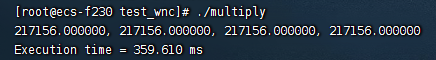 [root@ecs-f230 test_wnc]# ./multiply
217156.000000, 217156.000000, 217156.000000, 217156.000000
Execution time = 359.610 ms